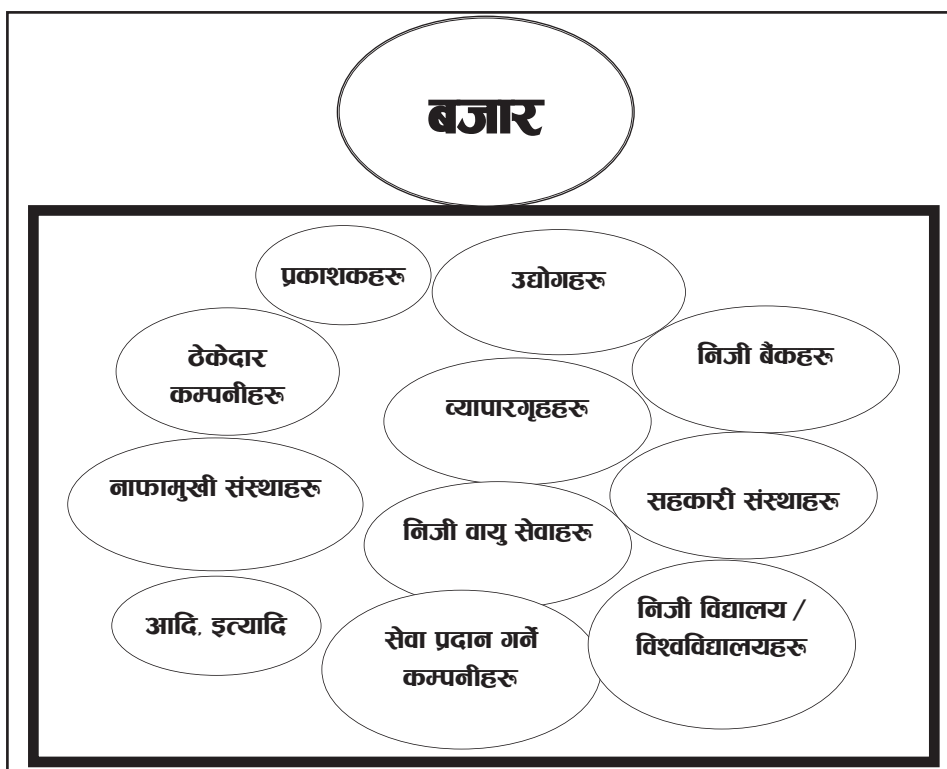 बजार
प्रकाशकहरू
उद्योगहरू
ठेकेदार
कम्पनीहरू
निजी बैंकहरू
व्यापारगृहहरू
नाफामुखी संस्थाहरू
सहकारी संस्थाहरू
निजी वायु सेवाहरू
आदि, इत्यादि
सेवा प्रदान गर्ने
कम्पनीहरू
निजी विद्यालय /
विश्वविद्यालयहरू